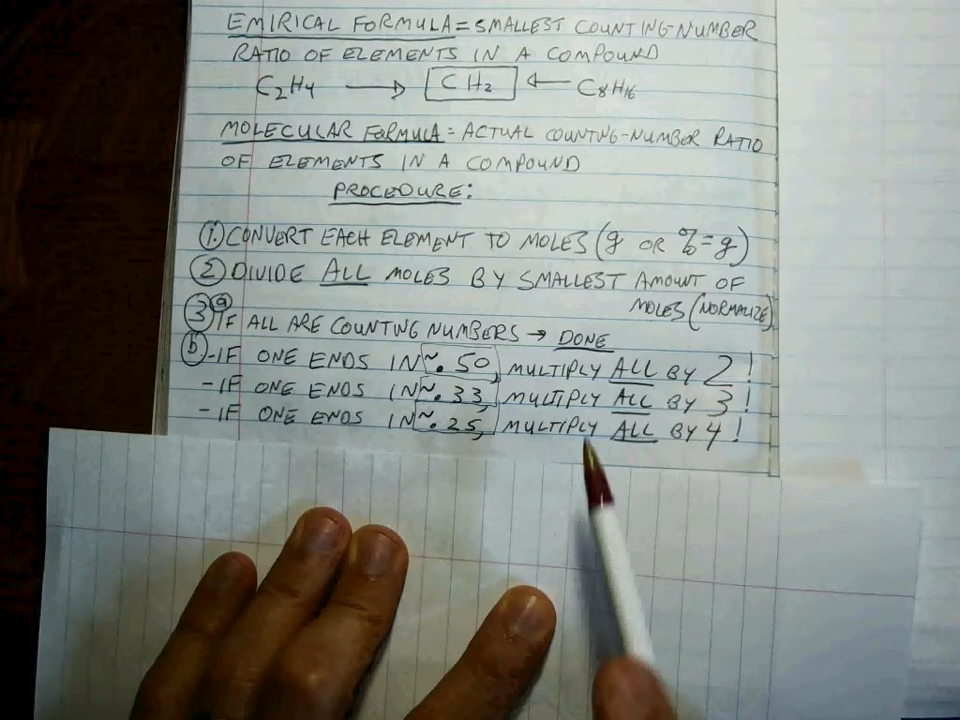 EMIRICAL FORMULA = SMALLEST COUNTING-NUMBER
RATIO OF ELEMENTS IN A COMPOUND
C2H4 → CH2 ← C8H16
MOLECULAR FORMULA = ACTUAL COUNTING-NUMBER RATIO
OF ELEMENTS IN A COMPOUND
PROCEDURE:
① CONVERT EACH ELEMENT TO MOLES (g OR % = g)
② DIVIDE ALL MOLES BY SMALLEST AMOUNT OF
MOLES (NORMALIZE)
③ ⓐ IF ALL ARE COUNTING NUMBERS → DONE
ⓑ - IF ONE ENDS IN ~.50, MULTIPLY ALL BY 2!
- IF ONE ENDS IN ~.33, MULTIPLY ALL BY 3!
- IF ONE ENDS IN ~.25, MULTIPLY ALL BY 4!